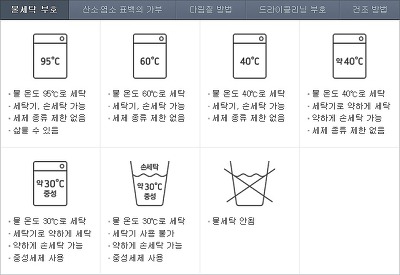 물세탁 부호 산소 염소 표백의 가부 다림질 방법 드라이클리닝 부호 건조 방법
95°C
60°C
40°C
약 40°C
· 물 온도 95℃로 세탁
· 세탁기, 손세탁 가능
· 세제 종류 제한 없음
· 삶을 수 있음
· 물 온도 60℃로 세탁
· 세탁기, 손세탁 가능
· 세제 종류 제한 없음
· 물 온도 40℃로 세탁
· 세탁기, 손세탁 가능
· 세제 종류 제한 없음
· 물 온도 40℃로 세탁
· 세탁기로 약하게 세탁
· 약하게 손세탁 가능
· 세제 종류 제한 없음
약 30°C
중성
손세탁
약 30°C
중성
· 물 온도 30℃로 세탁
· 세탁기로 약하게 세탁
· 약하게 손세탁 가능
· 중성세제 사용
· 물 온도 30℃로 세탁
· 세탁기 사용 불가
· 약하게 손세탁 가능
· 중성세제 사용
· 물세탁 안됨